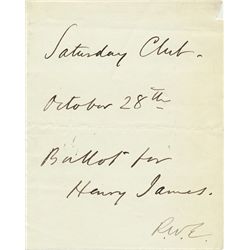 Saturday Club.
October 28th
Ballot for
Henry James.
R.W.E.